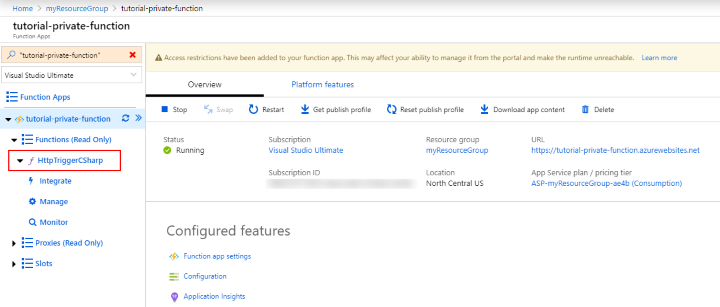 Home > myResourceGroup > tutorial-private-function
tutorial-private-function
Function Apps
"tutorial-private-function"
Visual Studio Ultimate
Function Apps
tutorial-private-function
Functions (Read Only)
HttpTriggerCSharp
Integrate
Manage
Monitor
Proxies (Read Only)
Slots
Access restrictions have been added to your function app. This may affect your ability to manage it from the portal and make the runtime unreachable. Learn more
Overview Platform features
Stop Swap Restart Get publish profile Reset publish profile Download app content Delete
Status Subscription Resource group URL
Running Visual Studio Ultimate myResourceGroup https://tutorial-private-function.azurewebsites.net
Subscription ID Location App Service plan / pricing tier
North Central US ASP-myResourceGroup-ae4b (Consumption)
Configured features
Function app settings
Configuration
Application Insights